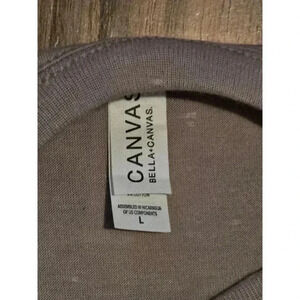 CANVAS
BELLA+CANVAS.
ASSEMBLED IN NICARAGUA
OF US COMPONENTS
L